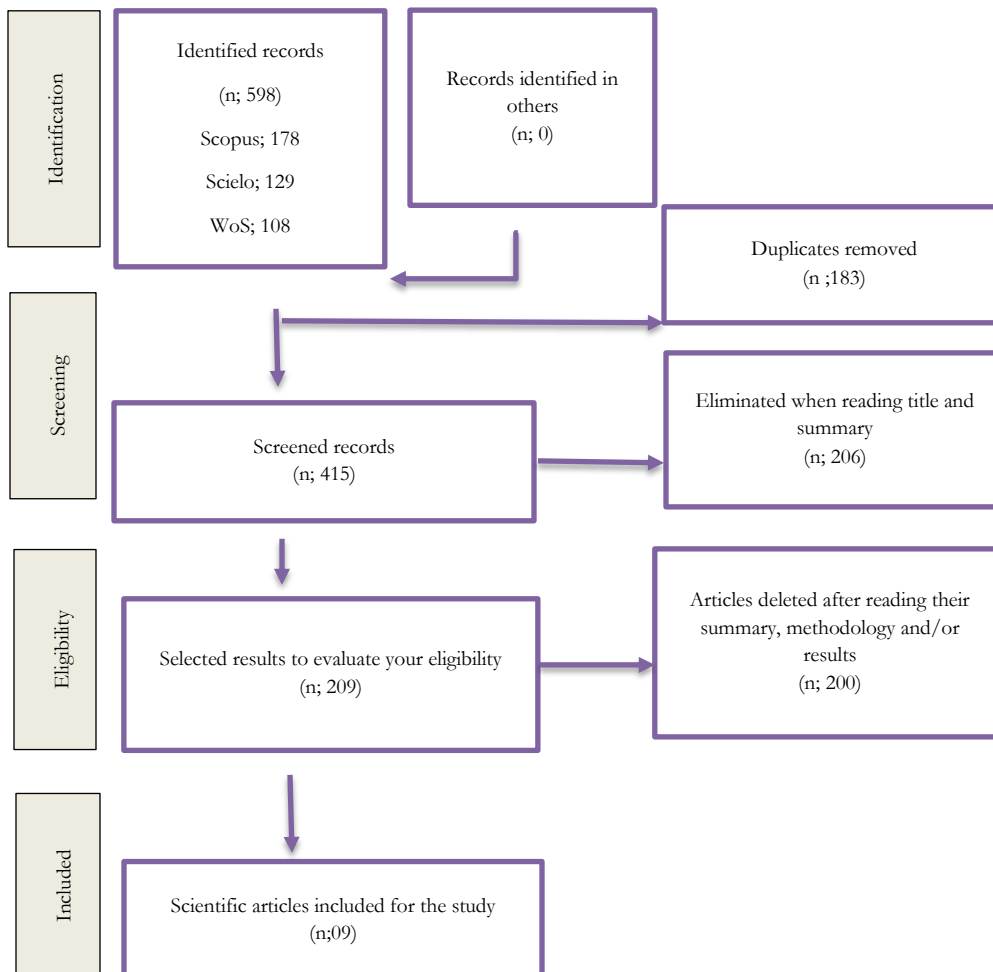 Identification
Identified records
(n; 598)
Scopus; 178
Scielo; 129
WoS; 108
Records identified in
others
(n; 0)
Duplicates removed
(n ;183)
Screening
Screened records
(n; 415)
Eliminated when reading title and
summary
(n; 206)
Eligibility
Selected results to evaluate your eligibility
(n; 209)
Articles deleted after reading their
summary, methodology and/or
results
(n; 200)
Included
Scientific articles included for the study
(n;09)